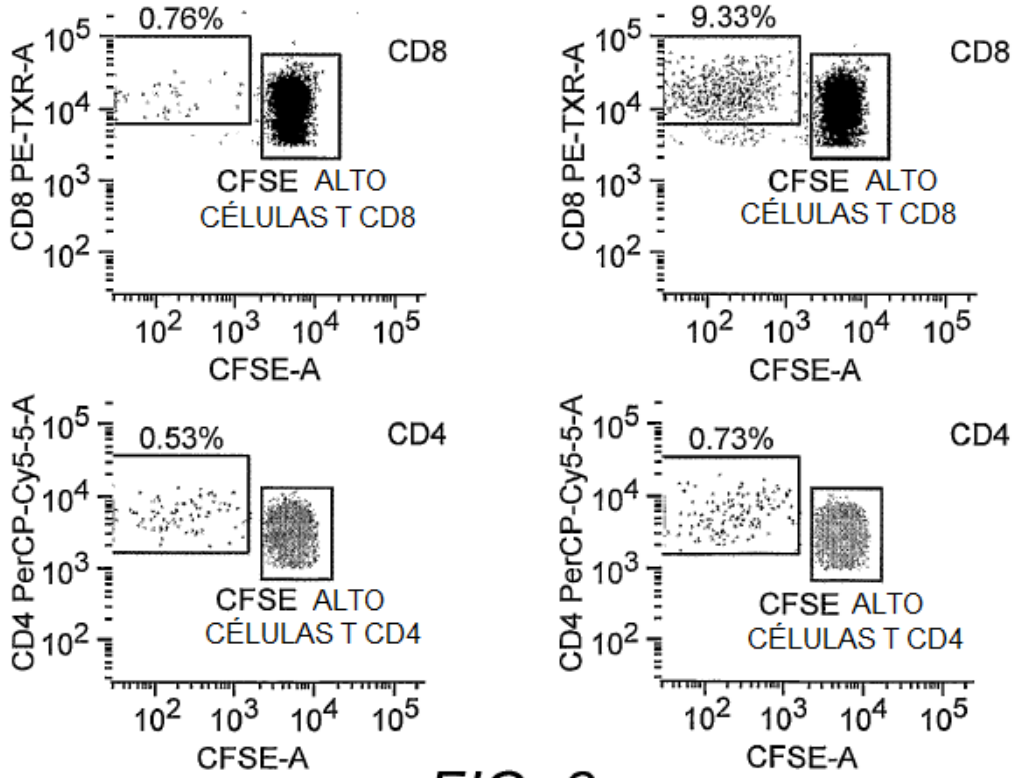 0.76%
CD8
CD8 PE-TXR-A
10^5
10^4
10^3
10^2
CFSE ALTO
CÉLULAS T CD8
10^2 10^3 10^4 10^5
CFSE-A
9.33%
CD8
CD8 PE-TXR-A
10^5
10^4
10^3
10^2
CFSE ALTO
CÉLULAS T CD8
10^2 10^3 10^4 10^5
CFSE-A
0.53%
CD4
CD4 PerCP-Cy5-5-A
10^5
10^4
10^3
10^2
CFSE ALTO
CÉLULAS T CD4
10^2 10^3 10^4 10^5
CFSE-A
0.73%
CD4
CD4 PerCP-Cy5-5-A
10^5
10^4
10^3
10^2
CFSE ALTO
CÉLULAS T CD4
10^2 10^3 10^4 10^5
CFSE-A